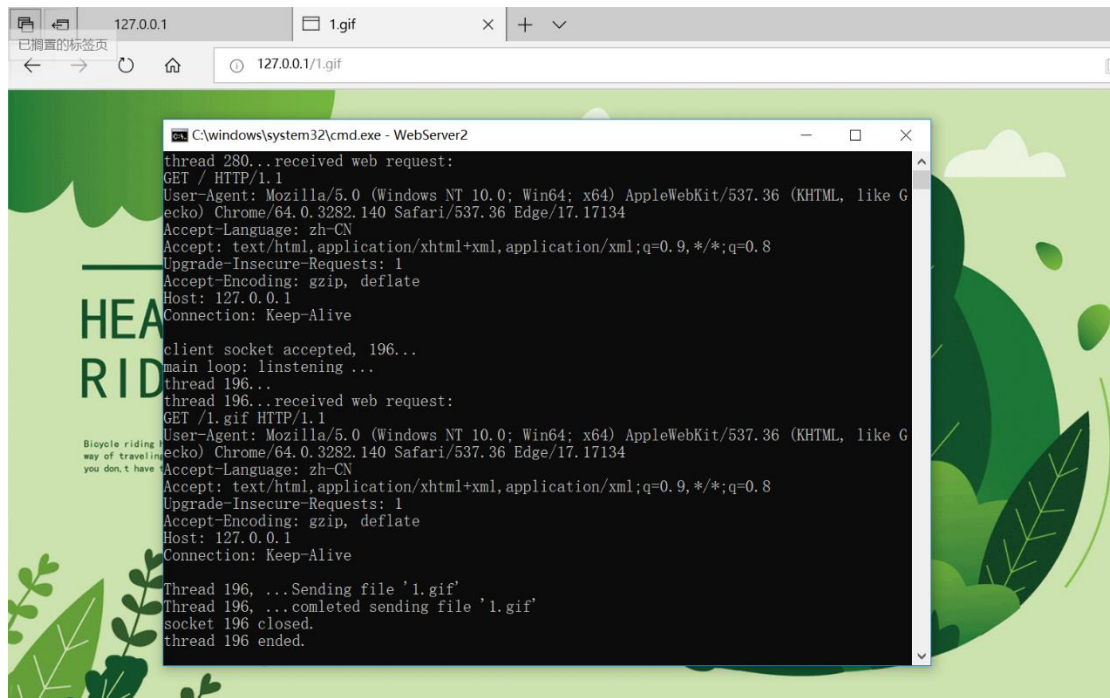 127.0.0.1
1.gif
已搁置的标签页
127.0.0.1/1.gif
C:\windows\system32\cmd.exe - WebServer2
thread 280...received web request:
GET / HTTP/1.1
User-Agent: Mozilla/5.0 (Windows NT 10.0; Win64; x64) AppleWebKit/537.36 (KHTML, like G
ecko) Chrome/64.0.3282.140 Safari/537.36 Edge/17.17134
Accept-Language: zh-CN
Accept: text/html,application/xhtml+xml,application/xml;q=0.9,*/*;q=0.8
Upgrade-Insecure-Requests: 1
Accept-Encoding: gzip, deflate
Host: 127.0.0.1
Connection: Keep-Alive
client socket accepted, 196...
main loop: linstening ...
thread 196...
thread 196...received web request:
GET /1.gif HTTP/1.1
User-Agent: Mozilla/5.0 (Windows NT 10.0; Win64; x64) AppleWebKit/537.36 (KHTML, like G
ecko) Chrome/64.0.3282.140 Safari/537.36 Edge/17.17134
Accept-Language: zh-CN
Accept: text/html,application/xhtml+xml,application/xml;q=0.9,*/*;q=0.8
Upgrade-Insecure-Requests: 1
Accept-Encoding: gzip, deflate
Host: 127.0.0.1
Connection: Keep-Alive
Thread 196, ...Sending file '1.gif'
Thread 196, ...comleted sending file '1.gif'
socket 196 closed.
thread 196 ended.
HEA
RID
Bicycle riding
way of traveling
you don,t have